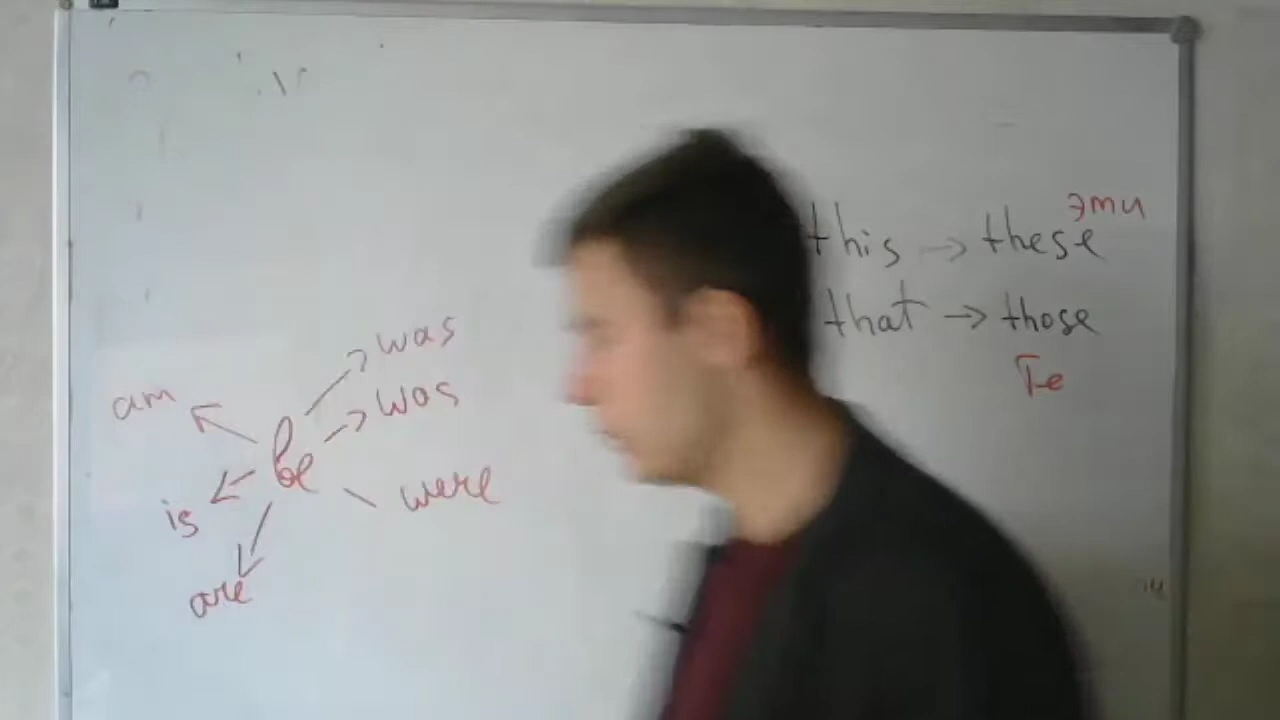 was
was
am
be
were
is
are
эти
this → these
that → those
Те